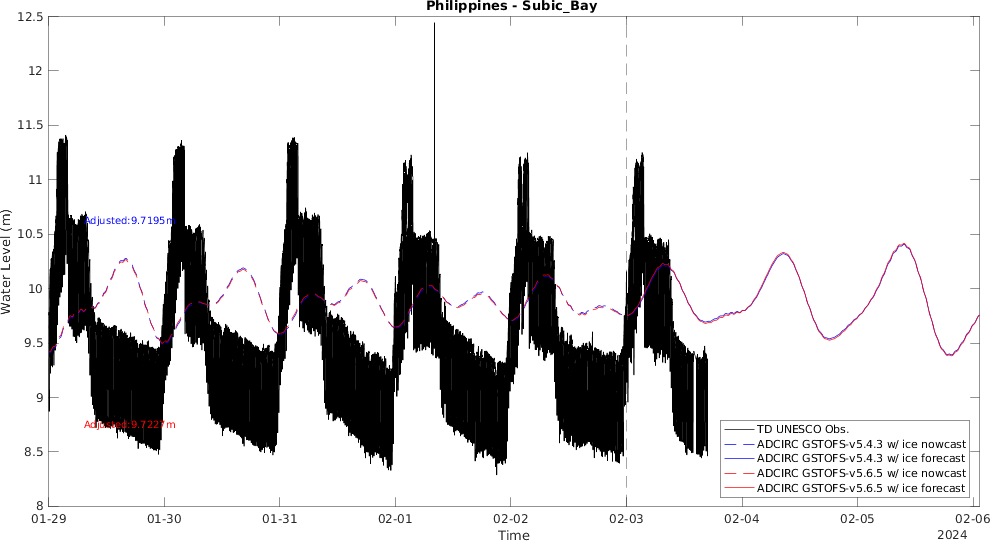 Philippines - Subic_Bay
Water Level (m)
12.5
12
11.5
11
10.5
10
9.5
9
8.5
8
Adjusted:9.7195m
Adjusted:9.7227m
TD UNESCO Obs.
ADCIRC GSTOFS-v5.4.3 w/ ice nowcast
ADCIRC GSTOFS-v5.4.3 w/ ice forecast
ADCIRC GSTOFS-v5.6.5 w/ ice nowcast
ADCIRC GSTOFS-v5.6.5 w/ ice forecast
01-29 01-30 01-31 02-01 02-02 02-03 02-04 02-05 02-06
Time
2024